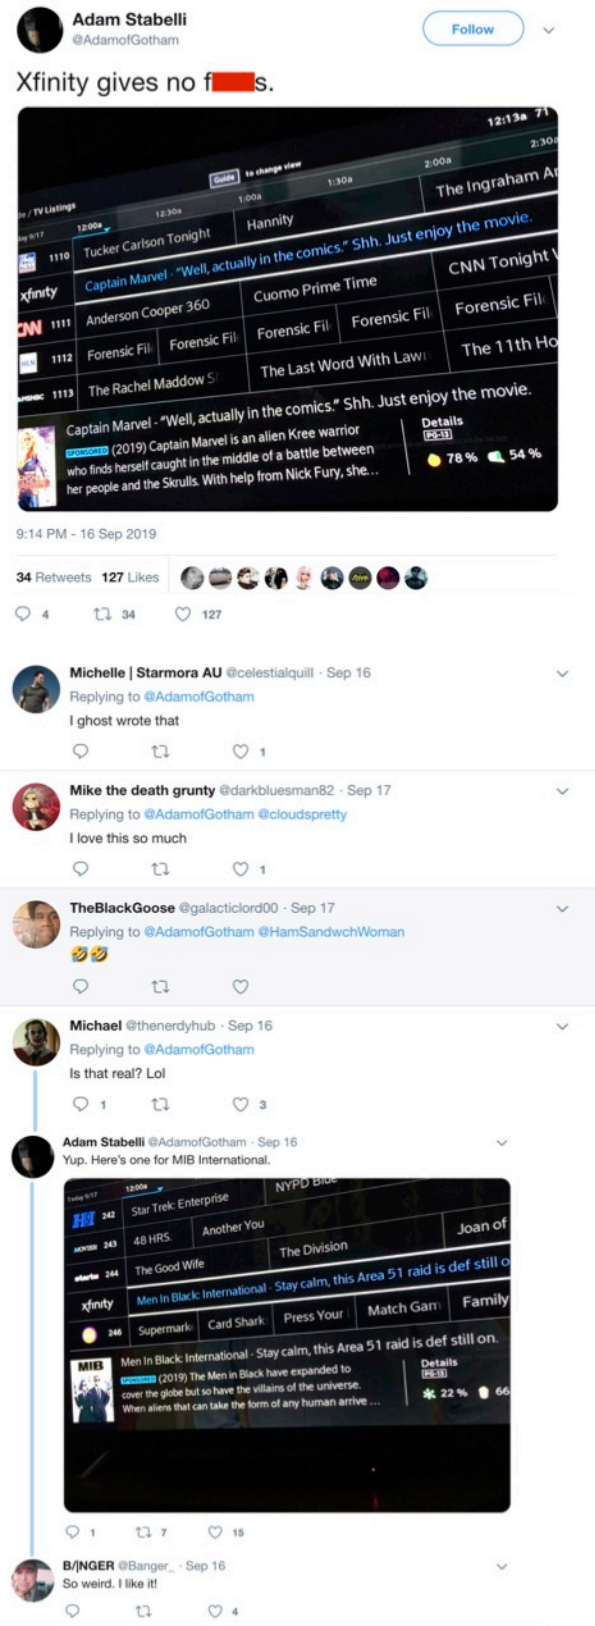 Adam Stabelli
@AdamofGotham
Follow
Xfinity gives no f s.
12:13a 71
Guide to change view
/ TV Listings
9/17 12:00a 12:30a 1:00a 1:30a 2:00a 2:30a
1110 Tucker Carlson Tonight Hannity The Ingraham
xfinity Captain Marvel - "Well, actually in the comics." Shh. Just enjoy the movie.
CNN 1111 Anderson Cooper 360 Cuomo Prime Time CNN Tonight
HLN 1112 Forensic Fil Forensic Fil Forensic Fil Forensic Fil Forensic Fil
MSNBC 1113 The Rachel Maddow S The Last Word With Law The 11th Ho
Captain Marvel - "Well, actually in the comics." Shh. Just enjoy the movie.
SPONSORED (2019) Captain Marvel is an alien Kree warrior
who finds herself caught in the middle of a battle between
her people and the Skrulls. With help from Nick Fury, she...
Details
PG-13
78% 54%
9:14 PM - 16 Sep 2019
34 Retweets 127 Likes
4 34 127
Michelle | Starmora AU @celestialquill · Sep 16
Replying to @AdamofGotham
I ghost wrote that
1
Mike the death grunty @darkbluesman82 · Sep 17
Replying to @AdamofGotham @cloudspretty
I love this so much
1
TheBlackGoose @galacticlord00 · Sep 17
Replying to @AdamofGotham @HamSandwchWoman
🤣🤣
Michael @thenerdyhub · Sep 16
Replying to @AdamofGotham
Is that real? Lol
1 3
Adam Stabelli @AdamofGotham · Sep 16
Yup. Here's one for MIB International.
Today 9/17 12:00a
H&I 242 Star Trek: Enterprise NYPD Blue
MOVIES! 243 48 HRS. Another You Joan of
starttv 244 The Good Wife The Division
xfinity Men In Black: International - Stay calm, this Area 51 raid is def still o
246 Supermark Card Shark Press Your Match Gam Family
MIB
Men In Black: International - Stay calm, this Area 51 raid is def still on.
SPONSORED (2019) The Men in Black have expanded to
cover the globe but so have the villains of the universe.
When aliens that can take the form of any human arrive ...
Details
PG-13
22% 66
1 7 15
B/|NGER @Banger_ · Sep 16
So weird. I like it!
4